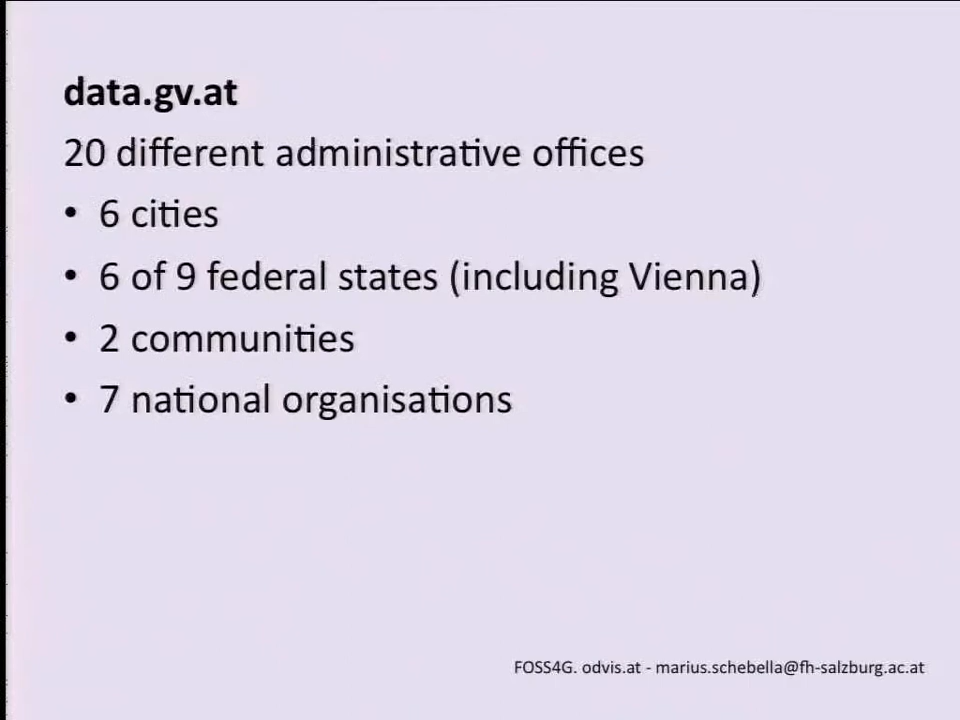 data.gv.at
20 different administrative offices
• 6 cities
• 6 of 9 federal states (including Vienna)
• 2 communities
• 7 national organisations
FOSS4G. odvis.at - marius.schebella@fh-salzburg.ac.at